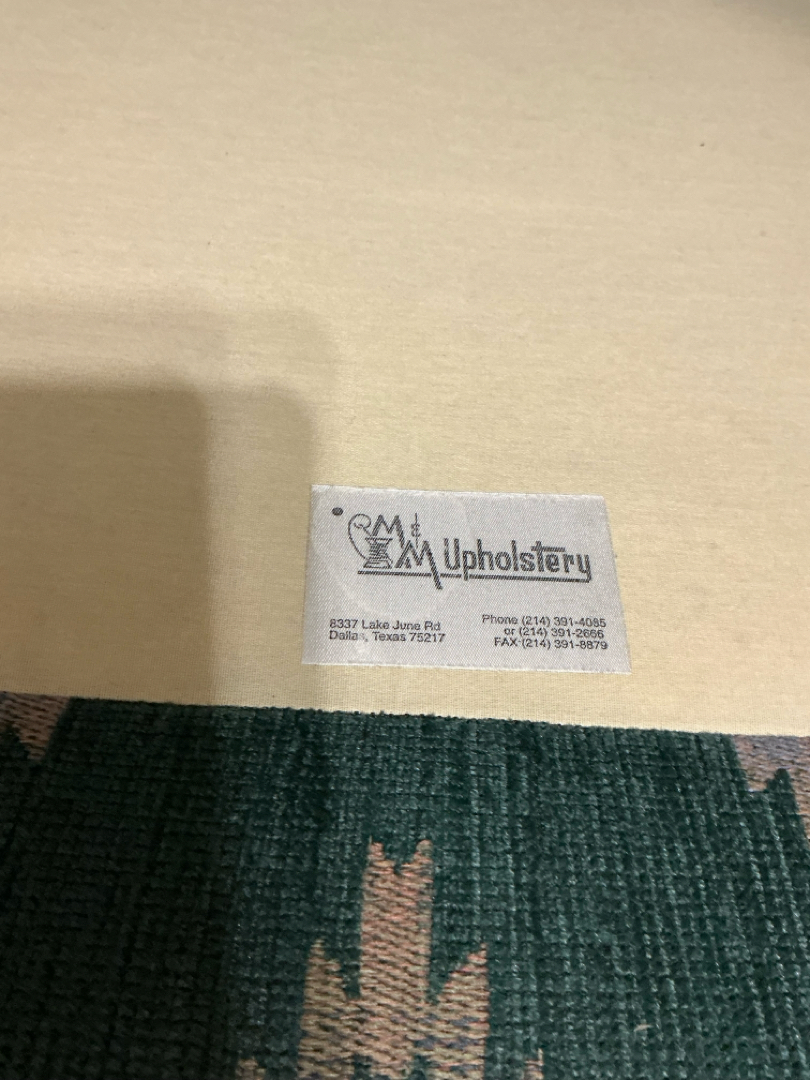 M & M Upholstery
8337 Lake June Rd
Dallas, Texas 75217
Phone (214) 391-4085
or (214) 391-2666
FAX (214) 391-8879